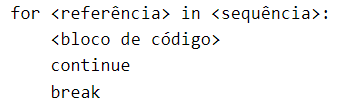 for <referência> in <sequência>:
    <bloco de código>
    continue
    break